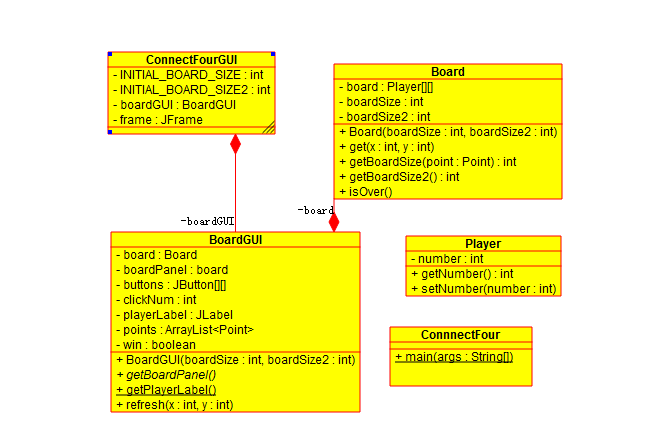 ConnectFourGUI
- INITIAL_BOARD_SIZE : int
- INITIAL_BOARD_SIZE2 : int
- boardGUI : BoardGUI
- frame : JFrame
Board
- board : Player[][]
- boardSize : int
- boardSize2 : int
+ Board(boardSize : int, boardSize2 : int)
+ get(x : int, y : int)
+ getBoardSize(point : Point) : int
+ getBoardSize2() : int
+ isOver()
-boardGUI
-board
BoardGUI
- board : Board
- boardPanel : board
- buttons : JButton[][]
- clickNum : int
- playerLabel : JLabel
- points : ArrayList<Point>
- win : boolean
+ BoardGUI(boardSize : int, boardSize2 : int)
+ getBoardPanel()
+ getPlayerLabel()
+ refresh(x : int, y : int)
Player
- number : int
+ getNumber() : int
+ setNumber(number : int)
ConnnectFour
+ main(args : String[])